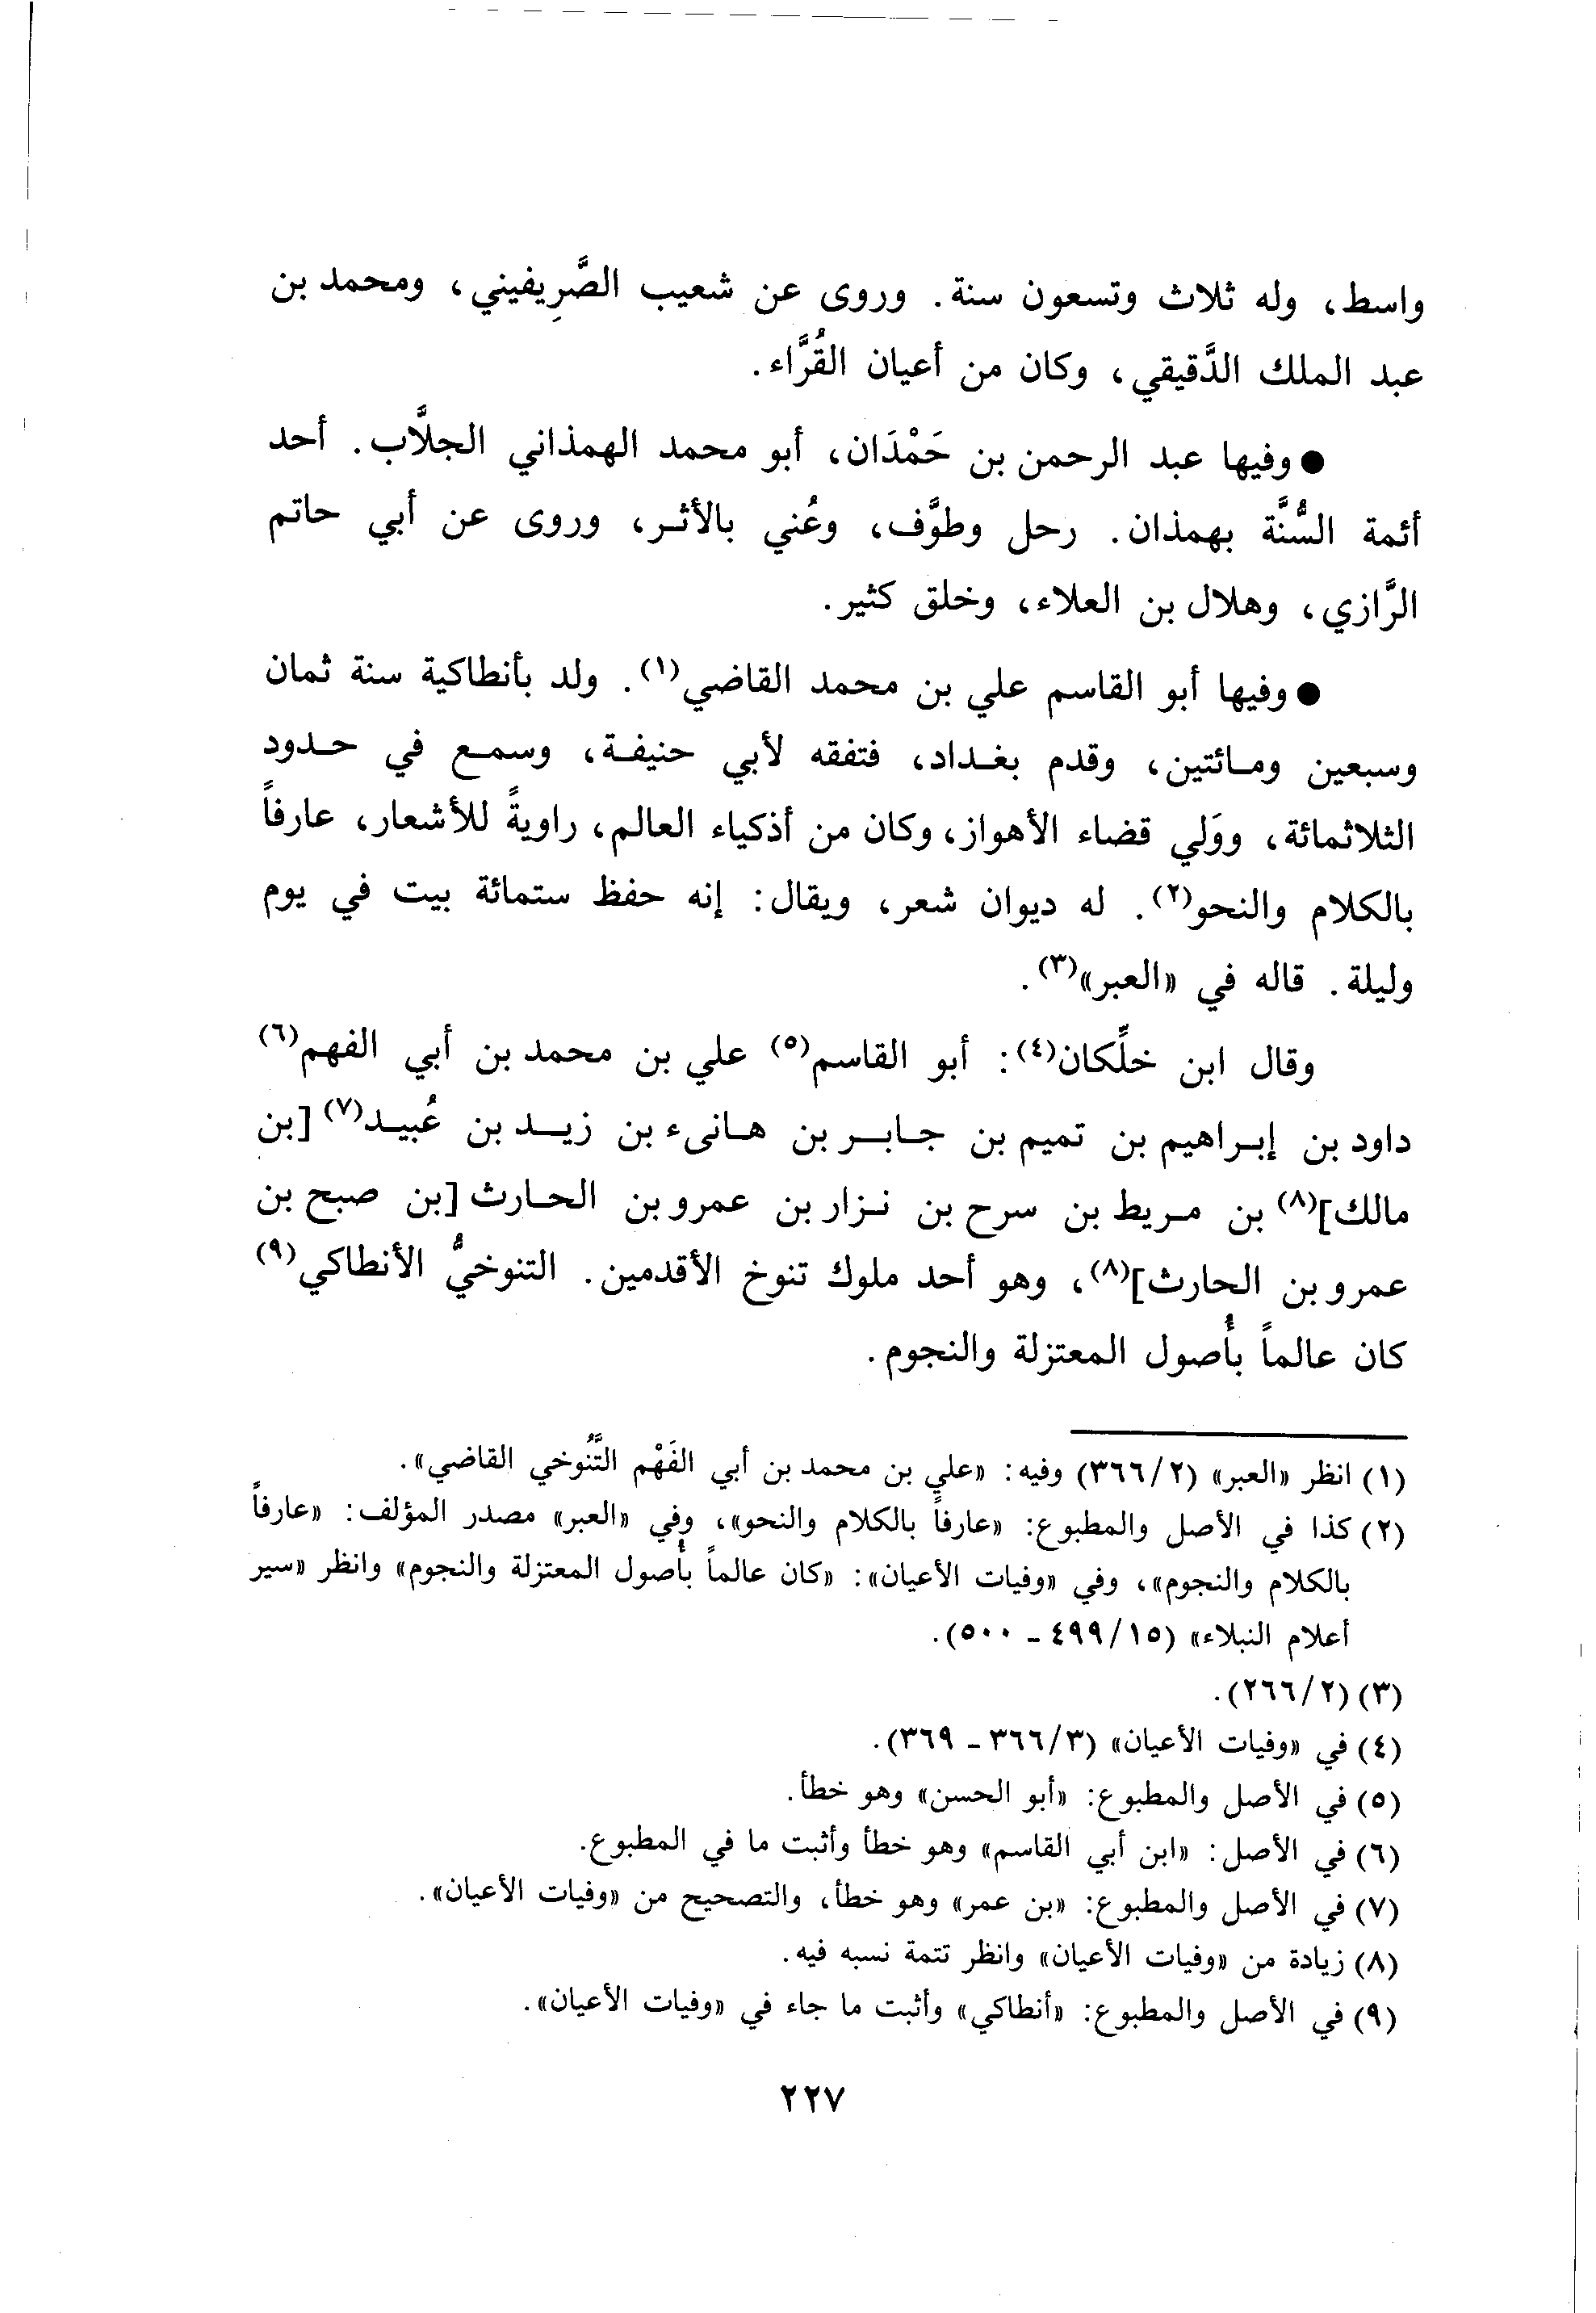 واسط، وله ثلاث وتسعون سنة. وروى عن شعيب الصَّرِيفيني، ومحمد بن
عبد الملك الدَّقيقي، وكان من أعيان القُرَّاء.
● وفيها عبد الرحمن بن حَمْدَان، أبو محمد الهمذاني الجلَّاب. أحد
أئمة السُّنَّة بهمذان. رحل وطوَّف، وعُني بالأثـر، وروى عن أبي حاتم
الرَّازي، وهلال بن العلاء، وخلق كثير.
● وفيها أبو القاسم علي بن محمد القاضي(١). ولد بأنطاكية سنة ثمان
وسبعين ومـائتين، وقدم بغـداد، فتفقه لأبي حنيفـة، وسمـع في حـدود
الثلاثمائة، ووَلي قضاء الأهواز، وكان من أذكياء العالم، راويةً للأشعار، عارفاً
بالكلام والنحو(٢). له ديوان شعر، ويقال: إنه حفظ ستمائة بيت في يوم
وليلة. قاله في «العبر»(٣).
وقال ابن خلِّكان(٤): أبو القاسم(٥) علي بن محمد بن أبي الفهم(٦)
داود بن إبـراهيم بن تميم بن جـابـر بن هـانىء بن زيـد بن عُبيـد(٧) [بن
مالك](٨) بن مـريط بن سرح بن نـزار بن عمرو بن الحـارث [بن صبح بن
عمرو بن الحارث](٨)، وهو أحد ملوك تنوخ الأقدمين. التنوخيُّ الأنطاكي(٩)
كان عالماً بأُصول المعتزلة والنجوم.
(١) انظر «العبر» (٣٦٦/٢) وفيه: «علي بن محمد بن أبي الفَهْم التَّنُوخي القاضي».
(٢) كذا في الأصل والمطبوع: «عارفاً بالكلام والنحو»، وفي «العبر» مصدر المؤلف: «عارفاً
بالكلام والنجوم»، وفي «وفيات الأعيان»: «كان عالماً بأُصول المعتزلة والنجوم» وانظر «سير
أعلام النبلاء» (٤٩٩/١٥ - ٥٠٠).
(٣) (٢٦٦/٢).
(٤) في «وفيات الأعيان» (٣٦٦/٣ - ٣٦٩).
(٥) في الأصل والمطبوع: «أبو الحسن» وهو خطأ.
(٦) في الأصل: «ابن أبي القاسم» وهو خطأ وأثبت ما في المطبوع.
(٧) في الأصل والمطبوع: «بن عمر» وهو خطأ، والتصحيح من «وفيات الأعيان».
(٨) زيادة من «وفيات الأعيان» وانظر تتمة نسبه فيه.
(٩) في الأصل والمطبوع: «أنطاكي» وأثبت ما جاء في «وفيات الأعيان».
٢٢٧